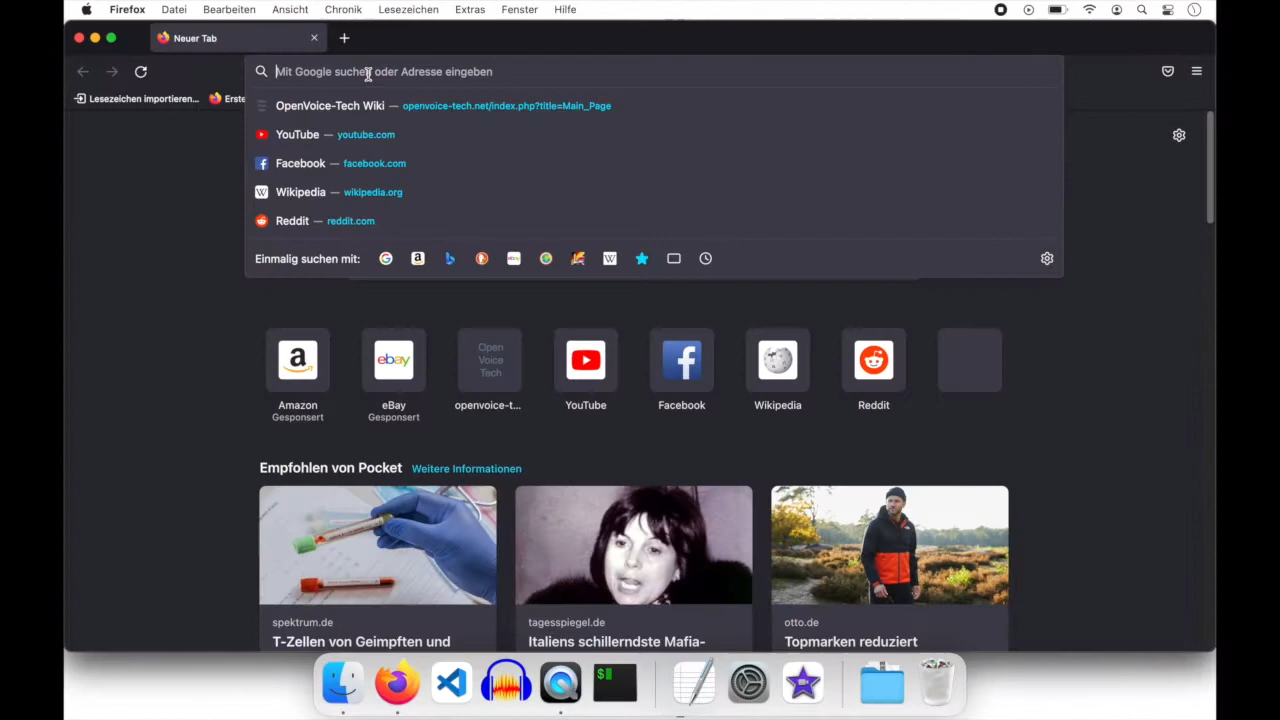 Firefox Datei Bearbeiten Ansicht Chronik Lesezeichen Extras Fenster Hilfe
Neuer Tab
Mit Google suchen oder Adresse eingeben
Lesezeichen importieren... Erste
OpenVoice-Tech Wiki — openvoice-tech.net/index.php?title=Main_Page
YouTube — youtube.com
Facebook — facebook.com
Wikipedia — wikipedia.org
Reddit — reddit.com
Einmalig suchen mit:
Open
Voice
Tech
ebay
Amazon eBay openvoice-t... YouTube Facebook Wikipedia Reddit
Gesponsert Gesponsert
Empfohlen von Pocket Weitere Informationen
spektrum.de tagesspiegel.de otto.de
T-Zellen von Geimpften und Italiens schillerndste Mafia- Topmarken reduziert